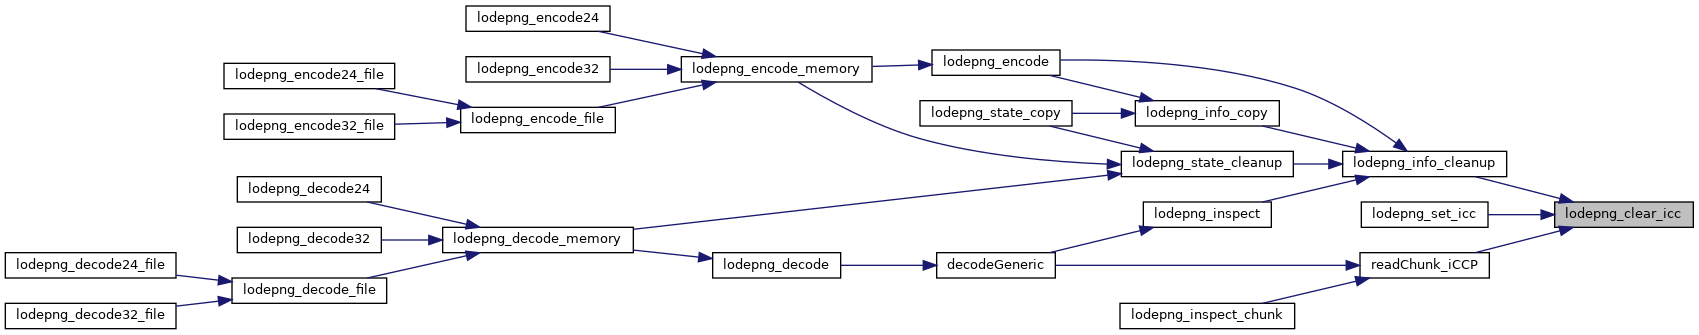 lodepng_encode24
lodepng_encode32
lodepng_encode24_file
lodepng_encode32_file
lodepng_encode_file
lodepng_encode_memory
lodepng_encode
lodepng_state_copy
lodepng_info_copy
lodepng_state_cleanup
lodepng_info_cleanup
lodepng_decode24
lodepng_decode32
lodepng_decode24_file
lodepng_decode32_file
lodepng_decode_file
lodepng_decode_memory
lodepng_decode
lodepng_inspect
decodeGeneric
lodepng_set_icc
lodepng_clear_icc
readChunk_iCCP
lodepng_inspect_chunk